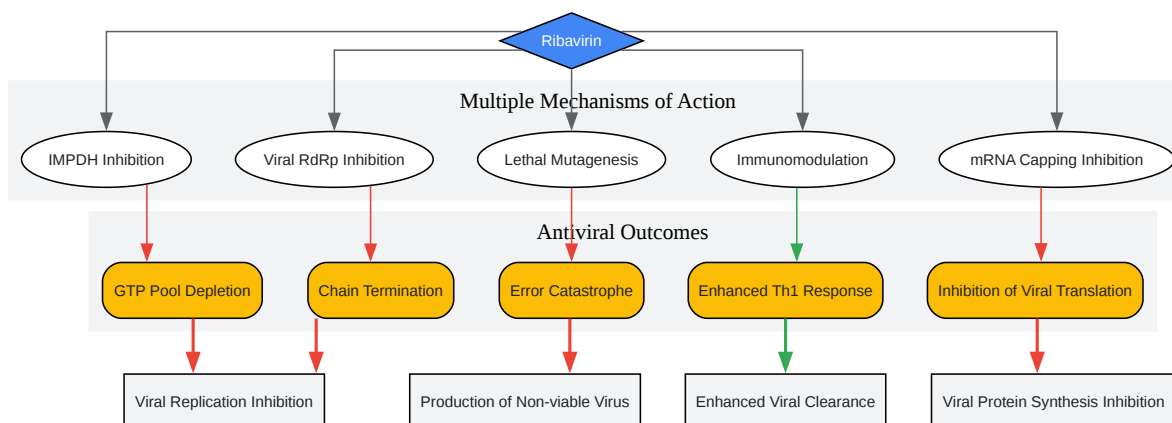 Ribavirin
Multiple Mechanisms of Action
IMPDH Inhibition
Viral RdRp Inhibition
Lethal Mutagenesis
Immunomodulation
mRNA Capping Inhibition
Antiviral Outcomes
GTP Pool Depletion
Chain Termination
Error Catastrophe
Enhanced Th1 Response
Inhibition of Viral Translation
Viral Replication Inhibition
Production of Non-viable Virus
Enhanced Viral Clearance
Viral Protein Synthesis Inhibition